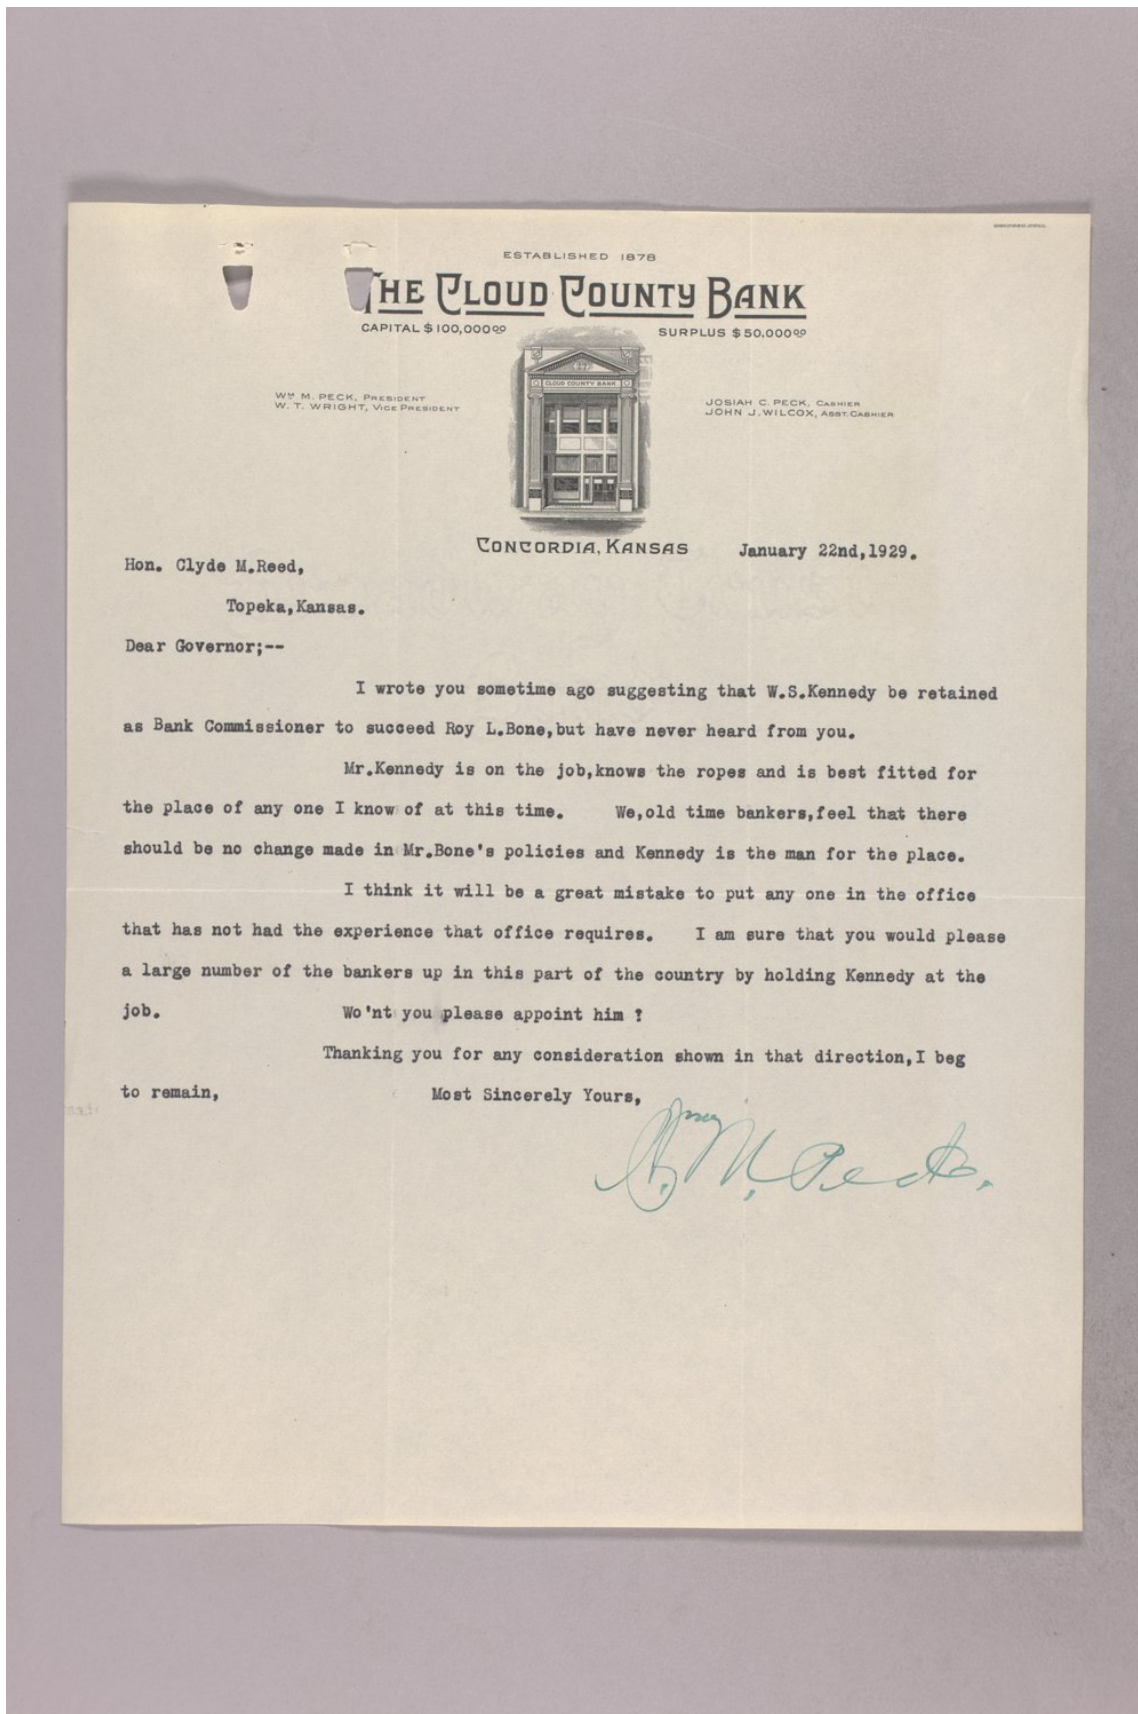 ESTABLISHED 1878
THE CLOUD COUNTY BANK
CAPITAL $100,000.00 SURPLUS $50,000.00
CLOUD COUNTY BANK
Wm. M. PECK, PRESIDENT
W. T. WRIGHT, VICE PRESIDENT
JOSIAH C. PECK, CASHIER
JOHN J. WILCOX, ASST. CASHIER
CONCORDIA, KANSAS January 22nd,1929.
Hon. Clyde M.Reed,
Topeka,Kansas.
Dear Governor;--
I wrote you sometime ago suggesting that W.S.Kennedy be retained
as Bank Commissioner to succeed Roy L.Bone,but have never heard from you.
Mr.Kennedy is on the job,knows the ropes and is best fitted for
the place of any one I know of at this time. We,old time bankers,feel that there
should be no change made in Mr.Bone's policies and Kennedy is the man for the place.
I think it will be a great mistake to put any one in the office
that has not had the experience that office requires. I am sure that you would please
a large number of the bankers up in this part of the country by holding Kennedy at the
job. Wo'nt you please appoint him ?
Thanking you for any consideration shown in that direction,I beg
to remain, Most Sincerely Yours,
M. Peck.